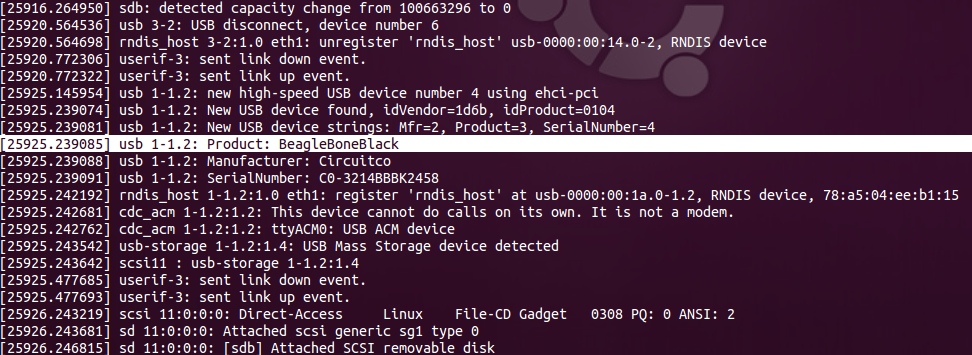 [25916.264950] sdb: detected capacity change from 100663296 to 0
[25920.564536] usb 3-2: USB disconnect, device number 6
[25920.564698] rndis_host 3-2:1.0 eth1: unregister 'rndis_host' usb-0000:00:14.0-2, RNDIS device
[25920.772306] userif-3: sent link down event.
[25920.772322] userif-3: sent link up event.
[25925.145954] usb 1-1.2: new high-speed USB device number 4 using ehci-pci
[25925.239074] usb 1-1.2: New USB device found, idVendor=1d6b, idProduct=0104
[25925.239081] usb 1-1.2: New USB device strings: Mfr=2, Product=3, SerialNumber=4
[25925.239085] usb 1-1.2: Product: BeagleBoneBlack
[25925.239088] usb 1-1.2: Manufacturer: Circuitco
[25925.239091] usb 1-1.2: SerialNumber: C0-3214BBBK2458
[25925.242192] rndis_host 1-1.2:1.0 eth1: register 'rndis_host' at usb-0000:00:1a.0-1.2, RNDIS device, 78:a5:04:ee:b1:15
[25925.242681] cdc_acm 1-1.2:1.2: This device cannot do calls on its own. It is not a modem.
[25925.242762] cdc_acm 1-1.2:1.2: ttyACM0: USB ACM device
[25925.243542] usb-storage 1-1.2:1.4: USB Mass Storage device detected
[25925.243642] scsi11 : usb-storage 1-1.2:1.4
[25925.477685] userif-3: sent link down event.
[25925.477693] userif-3: sent link up event.
[25926.243219] scsi 11:0:0:0: Direct-Access     Linux    File-CD Gadget   0308 PQ: 0 ANSI: 2
[25926.243681] sd 11:0:0:0: Attached scsi generic sg1 type 0
[25926.246815] sd 11:0:0:0: [sdb] Attached SCSI removable disk